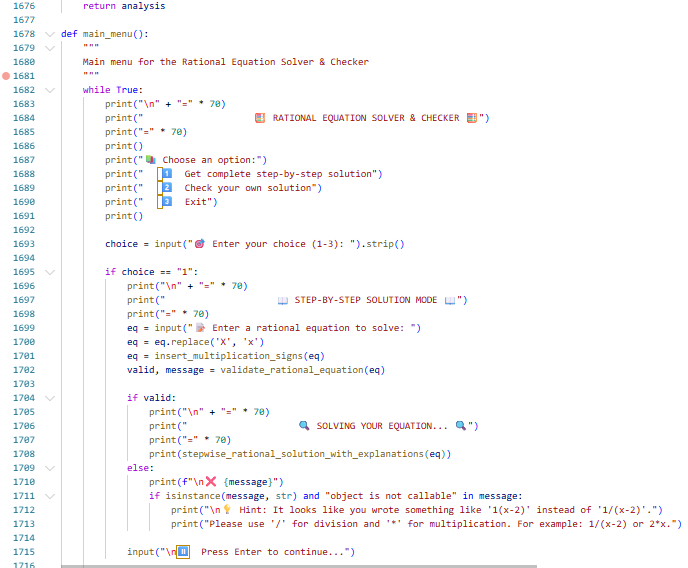 1676 return analysis
1677
1678 def main_menu():
1679 """
1680 Main menu for the Rational Equation Solver & Checker
1681 """
1682 while True:
1683 print("\n" + "=" * 70)
1684 print("                    🧮 RATIONAL EQUATION SOLVER & CHECKER 🧮")
1685 print("=" * 70)
1686 print()
1687 print("📚 Choose an option:")
1688 print("  1️⃣  Get complete step-by-step solution")
1689 print("  2️⃣  Check your own solution")
1690 print("  3️⃣  Exit")
1691 print()
1692
1693 choice = input("🎯 Enter your choice (1-3): ").strip()
1694
1695 if choice == "1":
1696 print("\n" + "=" * 70)
1697 print("                    📖 STEP-BY-STEP SOLUTION MODE 📖")
1698 print("=" * 70)
1699 eq = input("📝 Enter a rational equation to solve: ")
1700 eq = eq.replace('X', 'x')
1701 eq = insert_multiplication_signs(eq)
1702 valid, message = validate_rational_equation(eq)
1703
1704 if valid:
1705 print("\n" + "=" * 70)
1706 print("                    🔍 SOLVING YOUR EQUATION... 🔍")
1707 print("=" * 70)
1708 print(stepwise_rational_solution_with_explanations(eq))
1709 else:
1710 print(f"\n❌ {message}")
1711 if isinstance(message, str) and "object is not callable" in message:
1712 print("\n💡 Hint: It looks like you wrote something like '1(x-2)' instead of '1/(x-2)'.")
1713 print("Please use '/' for division and '*' for multiplication. For example: 1/(x-2) or 2*x.")
1714
1715 input("\n⏸️  Press Enter to continue...")
1716